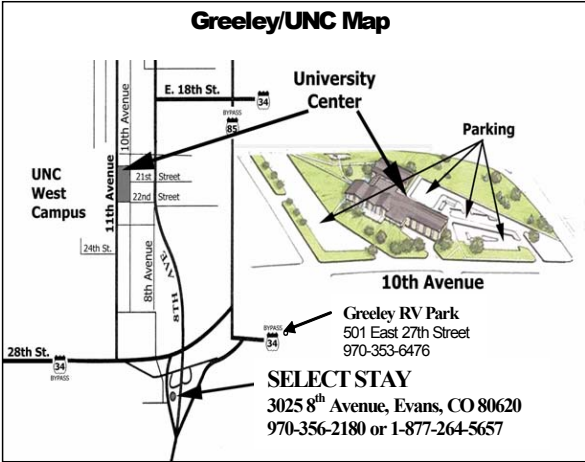 Greeley/UNC Map
E. 18th St.
34
BYPASS
85
University
Center
Parking
10th Avenue
11th Avenue
21st Street
22nd Street
UNC
West
Campus
24th St.
8th Avenue
8TH AVE.
10th Avenue
Greeley RV Park
501 East 27th Street
970-353-6476
BYPASS
34
28th St.
34
BYPASS
SELECT STAY
3025 8th Avenue, Evans, CO 80620
970-356-2180 or 1-877-264-5657